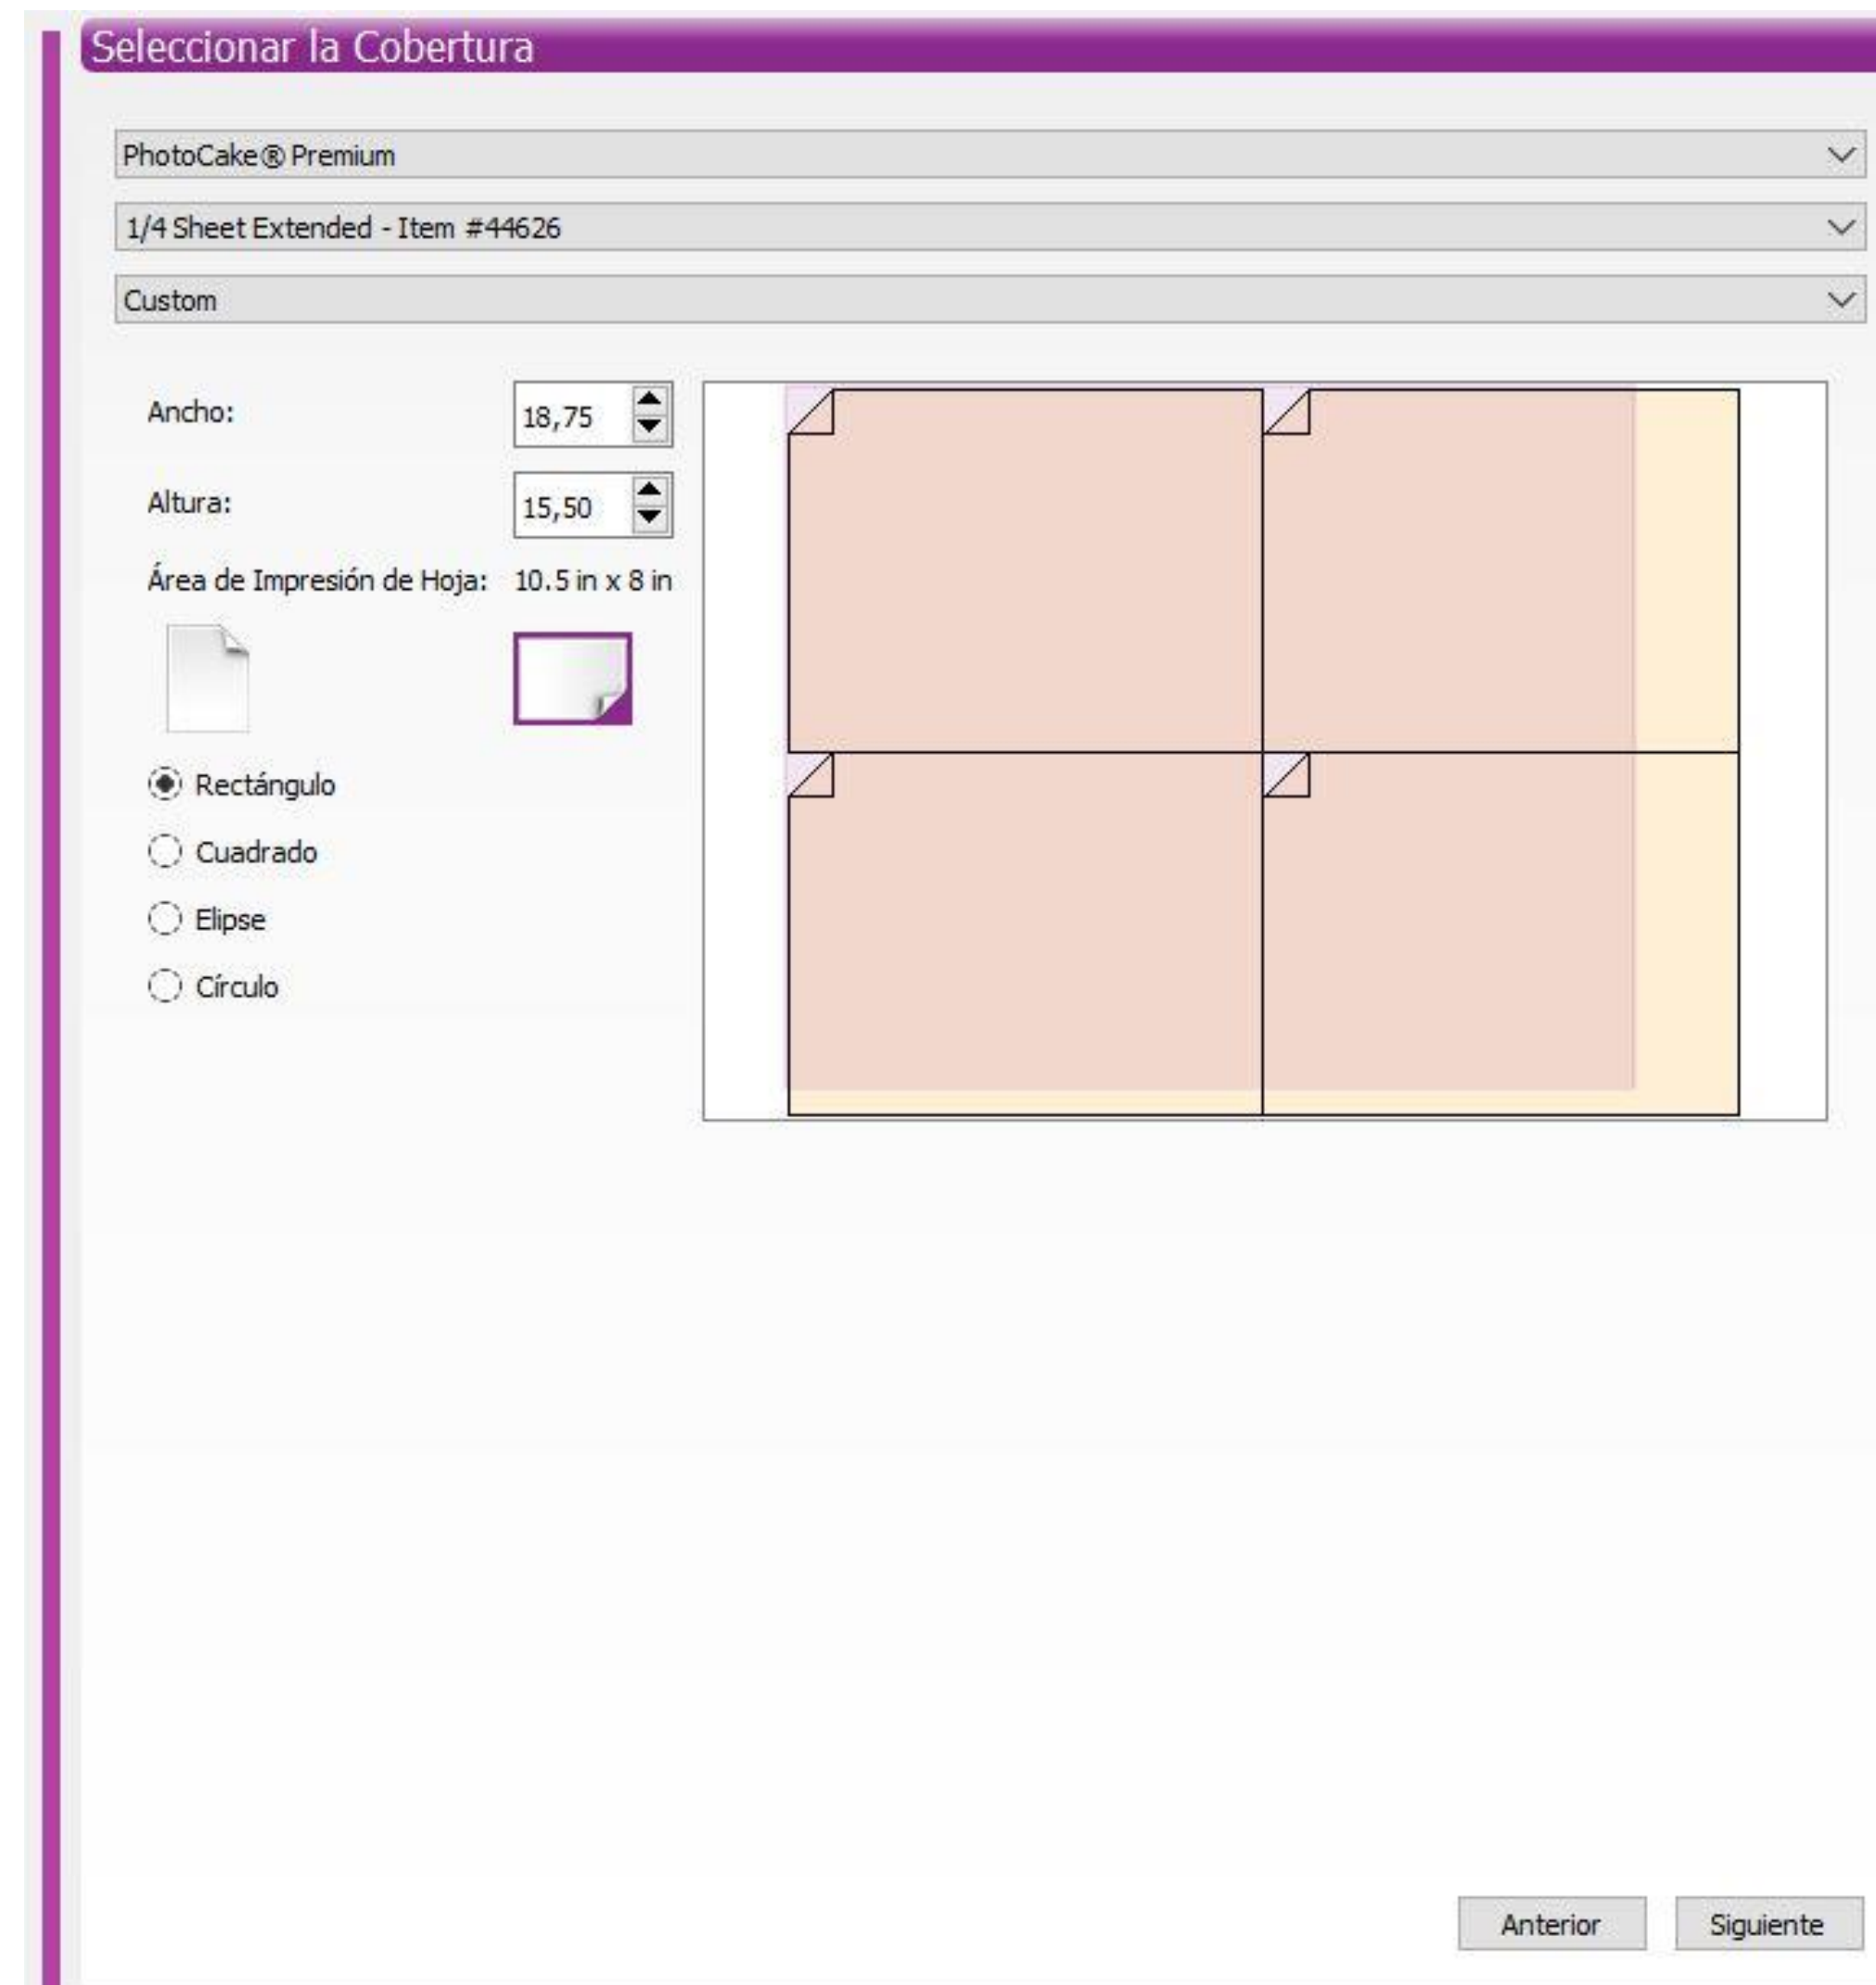 Seleccionar la Cobertura
PhotoCake® Premium
1/4 Sheet Extended - Item #44626
Custom
Ancho: 18,75
Altura: 15,50
Área de Impresión de Hoja: 10.5 in x 8 in
Rectángulo
Cuadrado
Elipse
Círculo
Anterior Siguiente